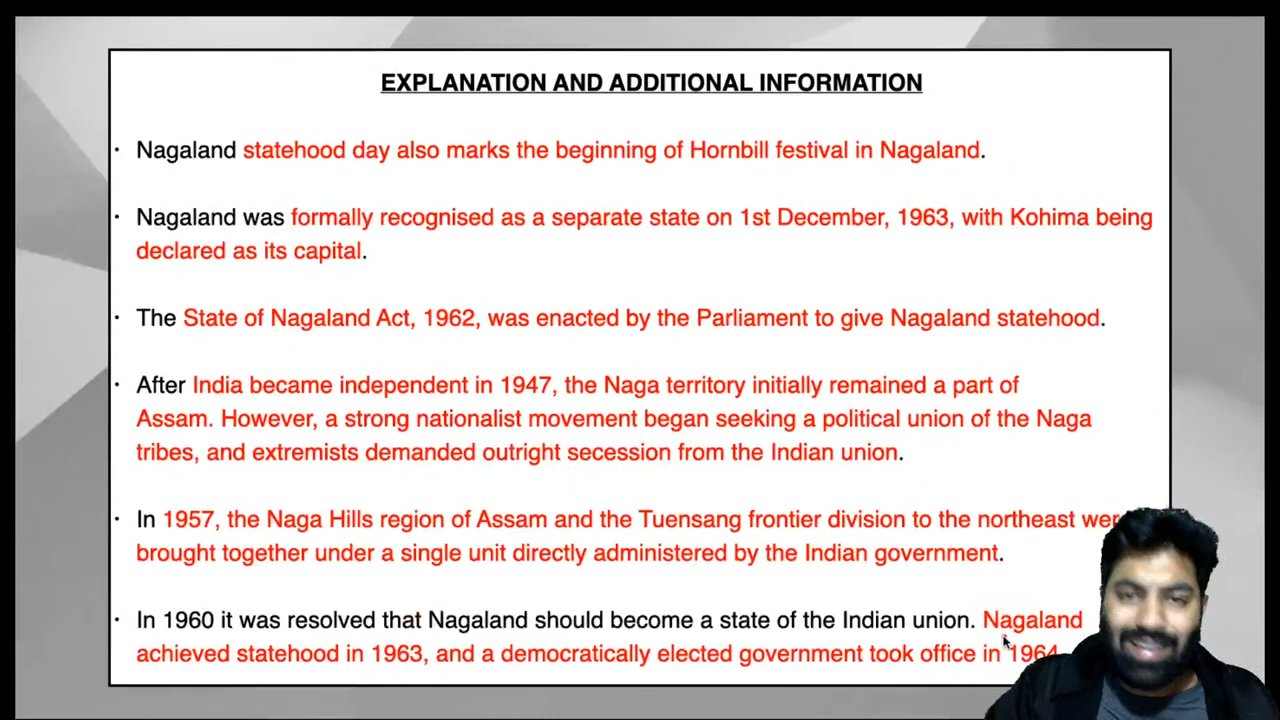 EXPLANATION AND ADDITIONAL INFORMATION
· Nagaland statehood day also marks the beginning of Hornbill festival in Nagaland.
· Nagaland was formally recognised as a separate state on 1st December, 1963, with Kohima being
declared as its capital.
· The State of Nagaland Act, 1962, was enacted by the Parliament to give Nagaland statehood.
· After India became independent in 1947, the Naga territory initially remained a part of
Assam. However, a strong nationalist movement began seeking a political union of the Naga
tribes, and extremists demanded outright secession from the Indian union.
· In 1957, the Naga Hills region of Assam and the Tuensang frontier division to the northeast
brought together under a single unit directly administered by the Indian government.
· In 1960 it was resolved that Nagaland should become a state of the Indian union. Nagaland
achieved statehood in 1963, and a democratically elected government took office in 1964